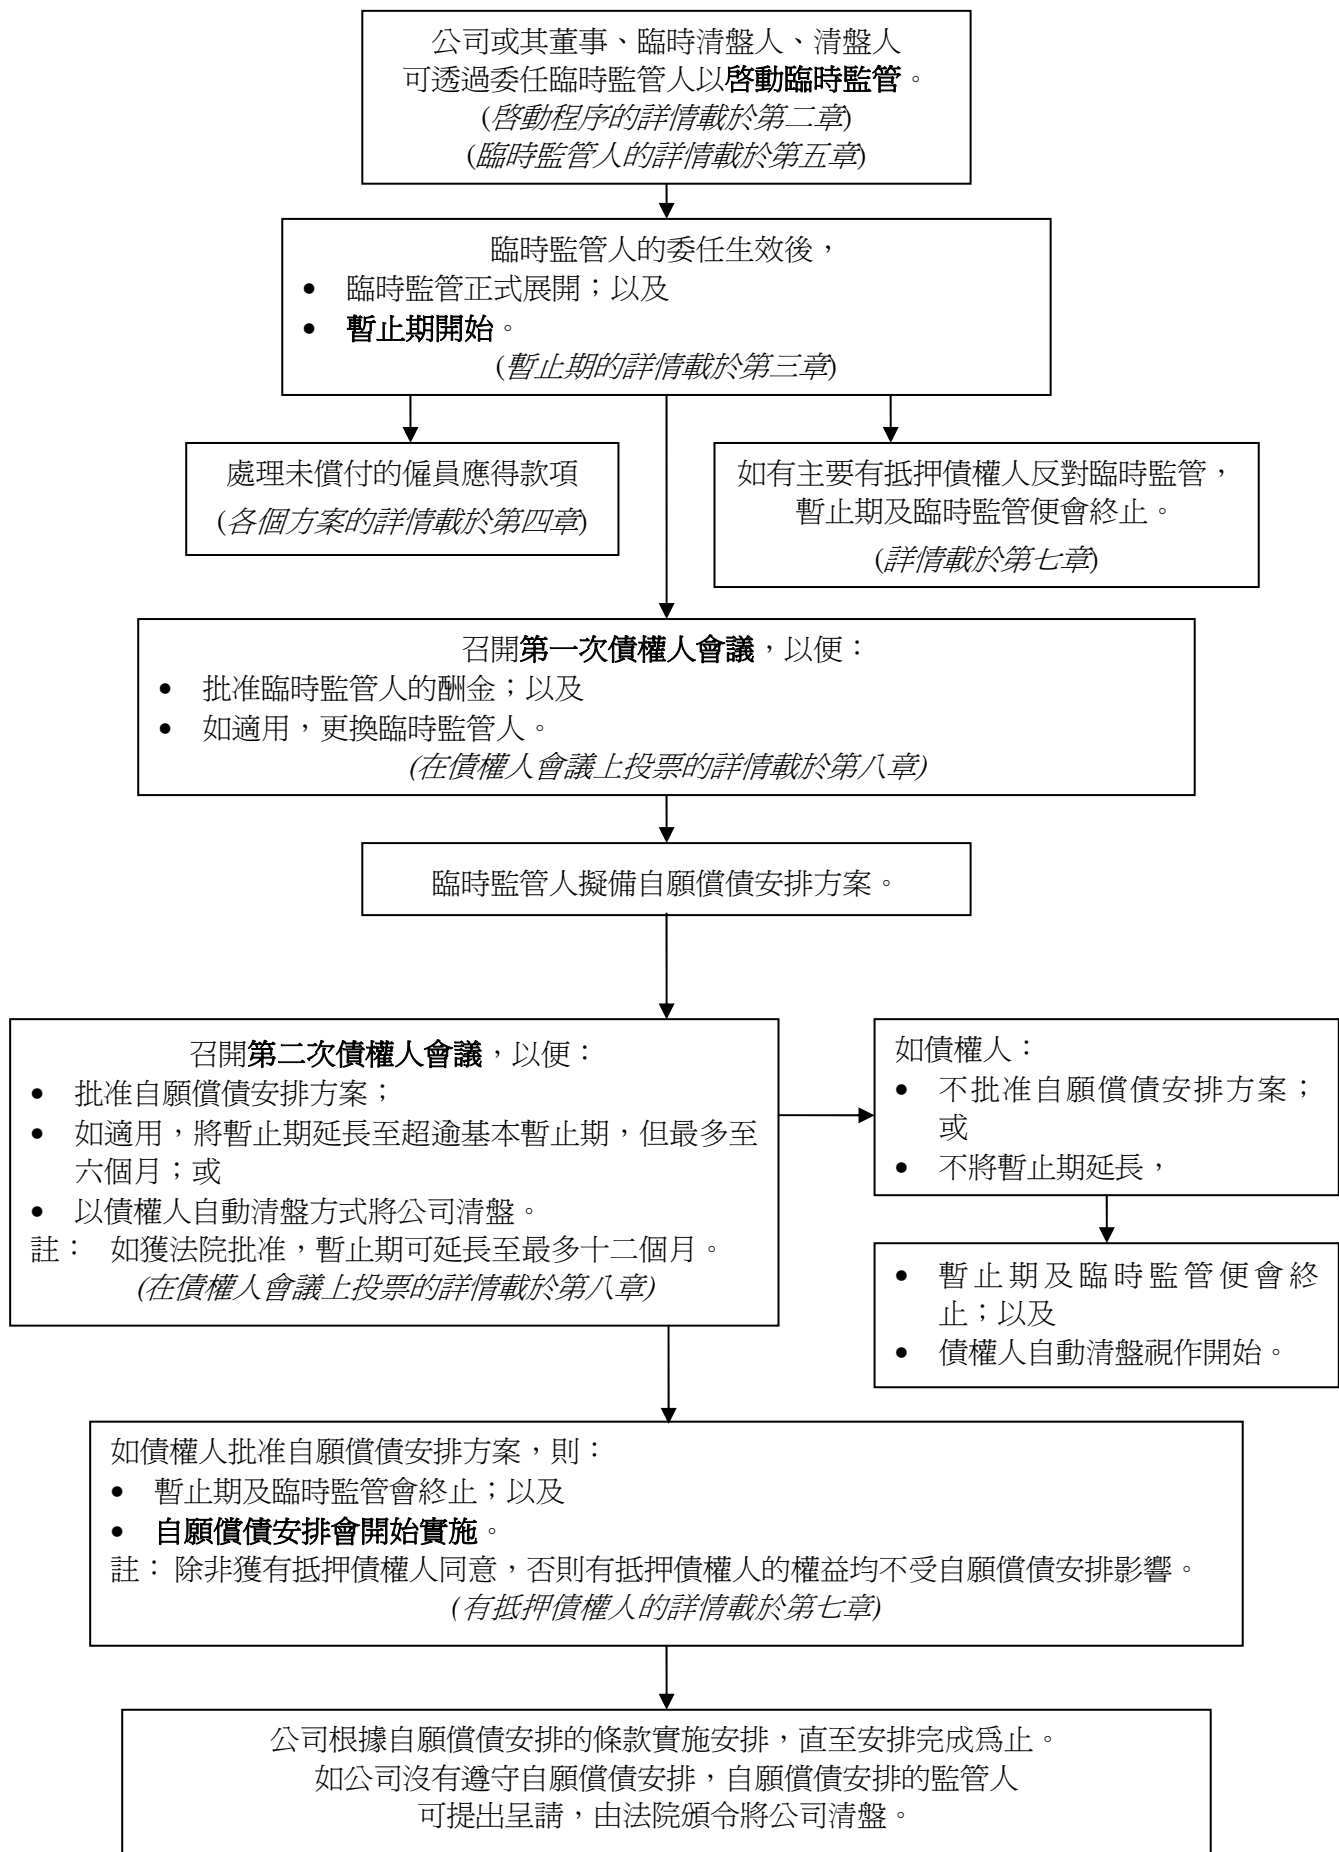 公司或其董事、臨時清盤人、清盤人
可透過委任臨時監管人以啓動臨時監管。
(啓動程序的詳情載於第二章)
(臨時監管人的詳情載於第五章)
臨時監管人的委任生效後，
• 臨時監管正式展開；以及
• 暫止期開始。
(暫止期的詳情載於第三章)
處理未償付的僱員應得款項
(各個方案的詳情載於第四章)
如有主要有抵押債權人反對臨時監管，
暫止期及臨時監管便會終止。
(詳情載於第七章)
召開第一次債權人會議，以便：
• 批准臨時監管人的酬金；以及
• 如適用，更換臨時監管人。
(在債權人會議上投票的詳情載於第八章)
臨時監管人擬備自願償債安排方案。
召開第二次債權人會議，以便：
• 批准自願償債安排方案；
• 如適用，將暫止期延長至超逾基本暫止期，但最多至
六個月；或
• 以債權人自動清盤方式將公司清盤。
註： 如獲法院批准，暫止期可延長至最多十二個月。
(在債權人會議上投票的詳情載於第八章)
如債權人：
• 不批准自願償債安排方案；
或
• 不將暫止期延長，
• 暫止期及臨時監管便會終
止；以及
• 債權人自動清盤視作開始。
如債權人批准自願償債安排方案，則：
• 暫止期及臨時監管會終止；以及
• 自願償債安排會開始實施。
註： 除非獲有抵押債權人同意，否則有抵押債權人的權益均不受自願償債安排影響。
(有抵押債權人的詳情載於第七章)
公司根據自願償債安排的條款實施安排，直至安排完成爲止。
如公司沒有遵守自願償債安排，自願償債安排的監管人
可提出呈請，由法院頒令將公司清盤。